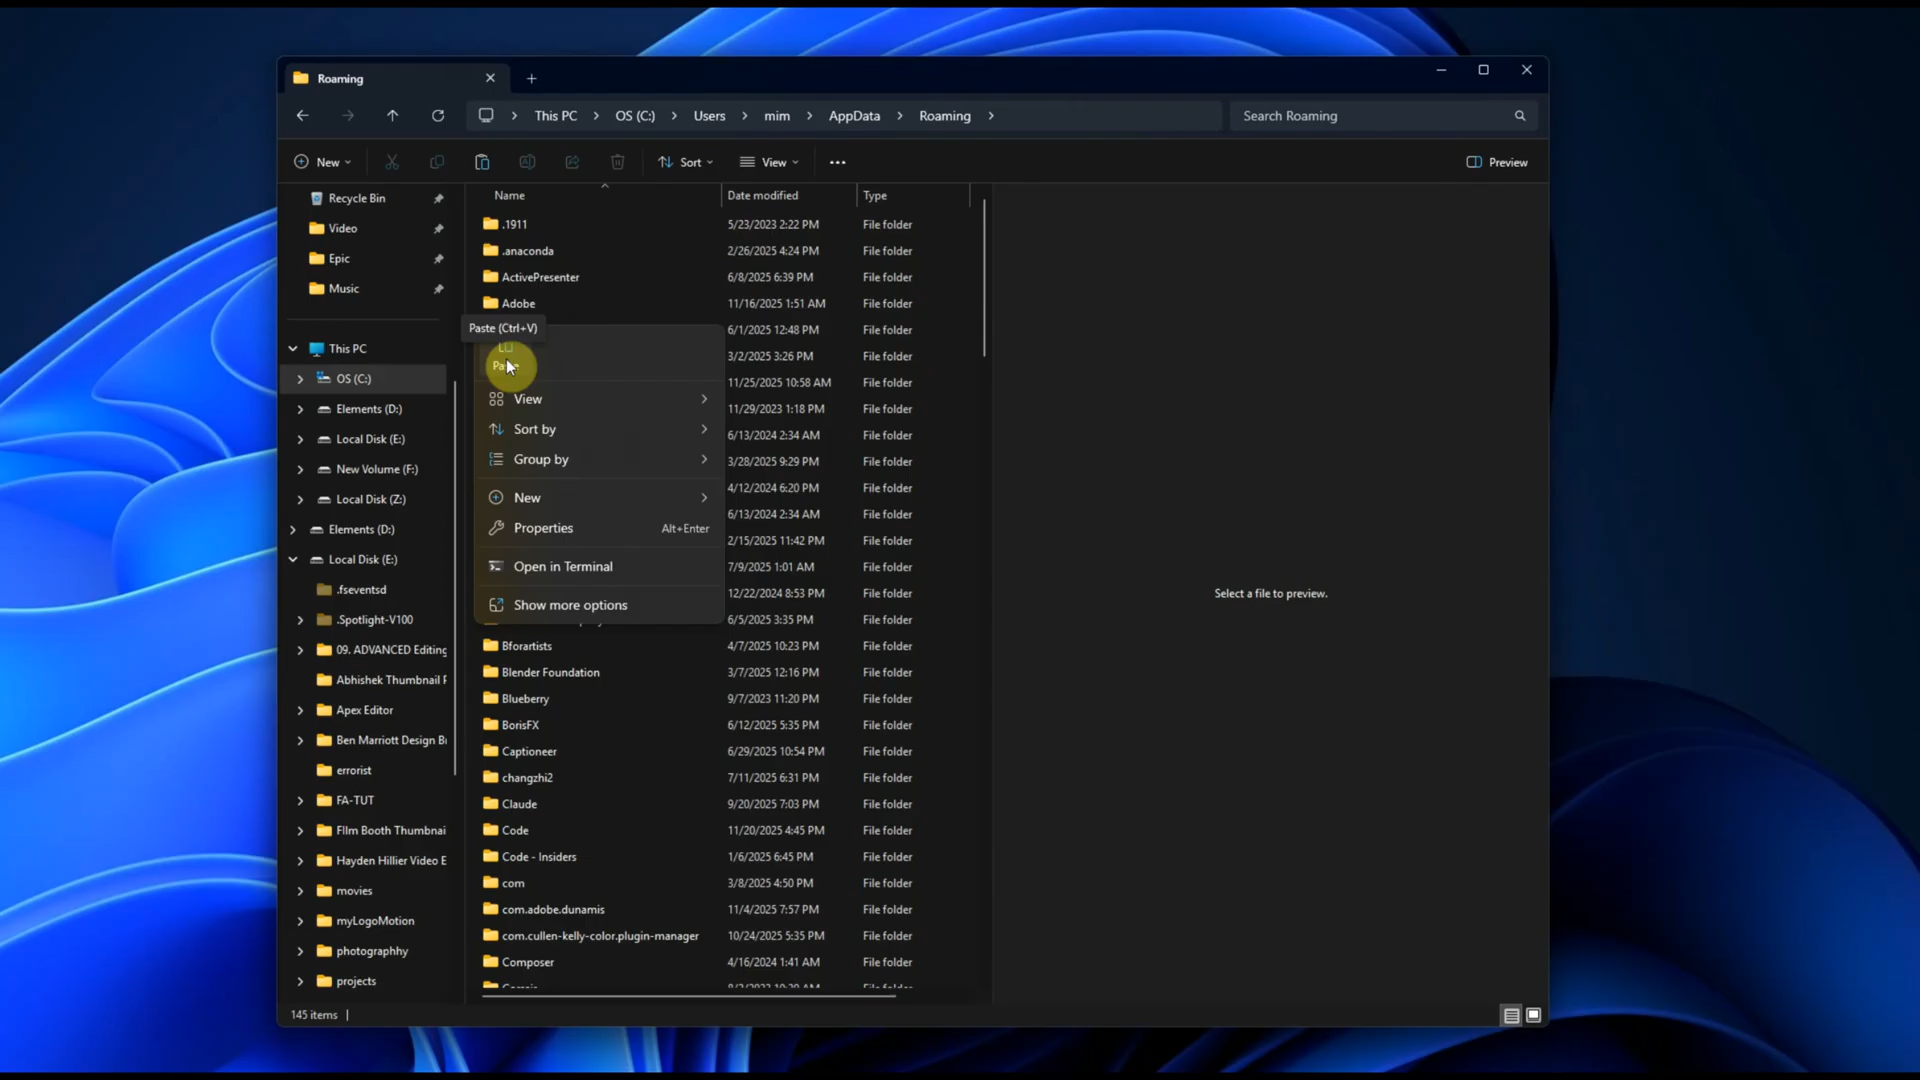 Roaming
This PC
OS (C:)
Users
mim
AppData
Roaming
Search Roaming
New
Sort
View
Preview
Recycle Bin
Video
Epic
Music
This PC
OS (C:)
Elements (D:)
Local Disk (E:)
New Volume (F:)
Local Disk (Z:)
Elements (D:)
Local Disk (E:)
.fseventsd
.Spotlight-V100
09. ADVANCED Editing
Abhishek Thumbnail
Apex Editor
Ben Marriott Design
errorist
FA-TUT
FIlm Booth Thumbnai
Hayden Hillier Video E
movies
myLogoMotion
photographhy
projects
Name Date modified Type
.1911 5/23/2023 2:22 PM File folder
.anaconda 2/26/2025 4:24 PM File folder
ActivePresenter 6/8/2025 6:39 PM File folder
Adobe 11/16/2025 1:51 AM File folder
6/1/2025 12:48 PM File folder
3/2/2025 3:26 PM File folder
11/25/2025 10:58 AM File folder
11/29/2023 1:18 PM File folder
6/13/2024 2:34 AM File folder
3/28/2025 9:29 PM File folder
4/12/2024 6:20 PM File folder
6/13/2024 2:34 AM File folder
2/15/2025 11:42 PM File folder
7/9/2025 1:01 AM File folder
12/22/2024 8:53 PM File folder
6/5/2025 3:35 PM File folder
Bforartists 4/7/2025 10:23 PM File folder
Blender Foundation 3/7/2025 12:16 PM File folder
Blueberry 9/7/2023 11:20 PM File folder
BorisFX 6/12/2025 5:35 PM File folder
Captioneer 6/29/2025 10:54 PM File folder
changzhi2 7/11/2025 6:31 PM File folder
Claude 9/20/2025 7:03 PM File folder
Code 11/20/2025 4:45 PM File folder
Code - Insiders 1/6/2025 6:45 PM File folder
com 3/8/2025 4:50 PM File folder
com.adobe.dunamis 11/4/2025 7:57 PM File folder
com.cullen-kelly-color.plugin-manager 10/24/2025 5:35 PM File folder
Composer 4/16/2024 1:41 AM File folder
Paste (Ctrl+V)
Paste
View
Sort by
Group by
New
Properties Alt+Enter
Open in Terminal
Show more options
Select a file to preview.
145 items